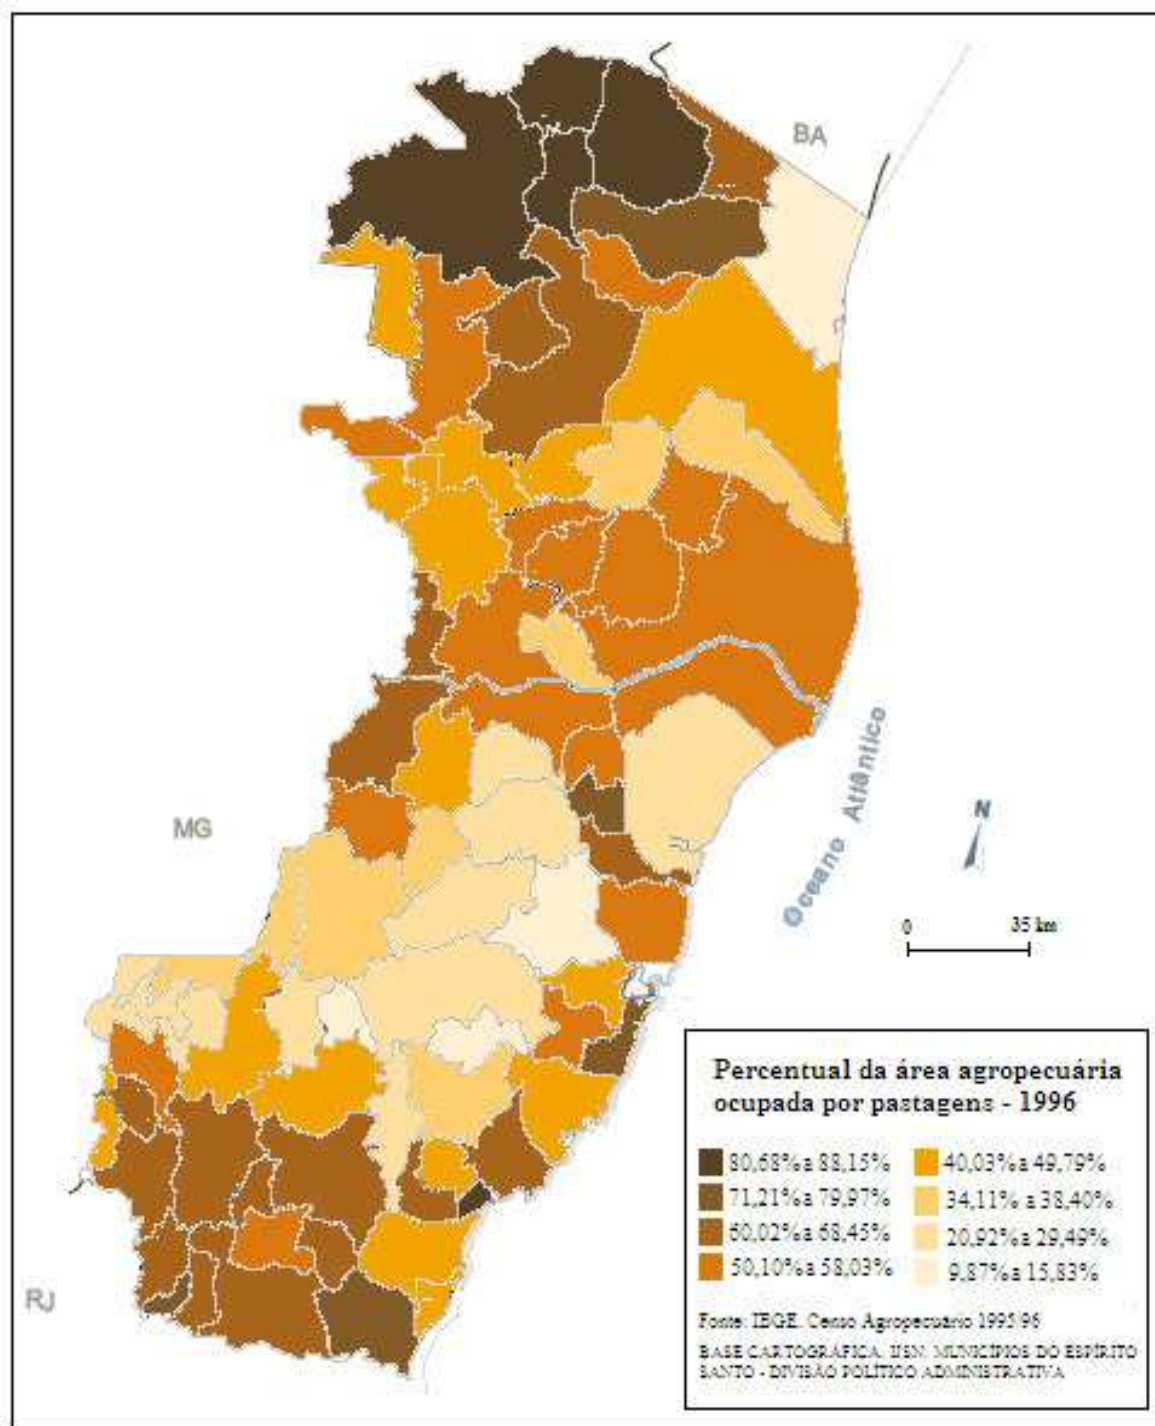 BA
Oceano Atlântico
MG
N
0 35 km
RJ
Percentual da área agropecuária
ocupada por pastagens - 1996
80,68% a 88,15%
71,21% a 79,97%
60,02% a 68,45%
50,10% a 58,03%
40,03% a 49,79%
34,11% a 38,40%
20,92% a 29,49%
9,87% a 15,83%
Fonte: IBGE. Censo Agropecuário 1995/96
BASE CARTOGRÁFICA: IJSN. MUNICÍPIOS DO ESPÍRITO
SANTO - DIVISÃO POLÍTICO ADMINISTRATIVA